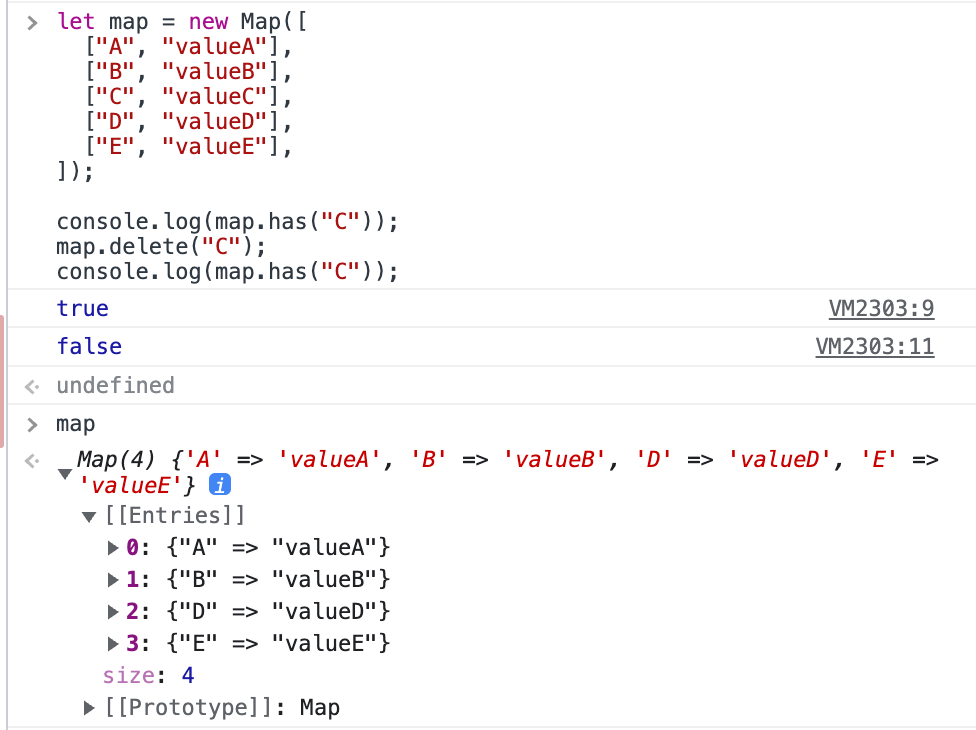 > let map = new Map([
  ["A", "valueA"],
  ["B", "valueB"],
  ["C", "valueC"],
  ["D", "valueD"],
  ["E", "valueE"],
]);
console.log(map.has("C"));
map.delete("C");
console.log(map.has("C"));
true VM2303:9
false VM2303:11
undefined
> map
Map(4) {'A' => 'valueA', 'B' => 'valueB', 'D' => 'valueD', 'E' =>
'valueE'} i
[[Entries]]
0: {"A" => "valueA"}
1: {"B" => "valueB"}
2: {"D" => "valueD"}
3: {"E" => "valueE"}
size: 4
[[Prototype]]: Map